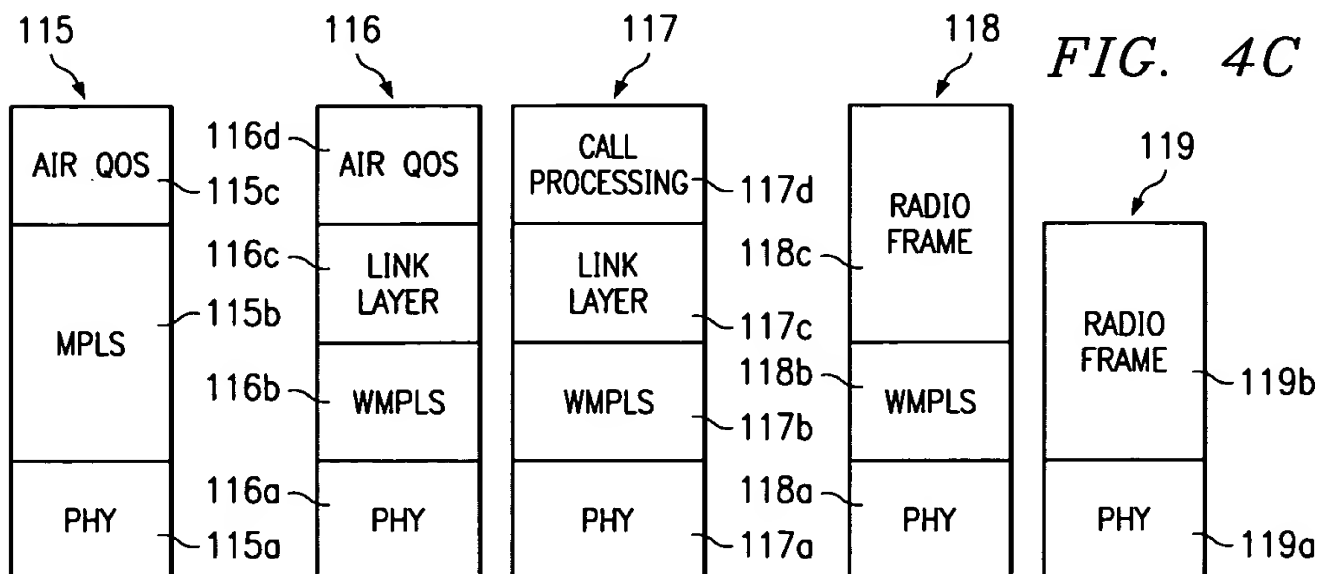 115
116
117
118
FIG. 4C
AIR QOS
115c
116d
AIR QOS
CALL
PROCESSING
117d
119
116c
LINK
LAYER
LINK
LAYER
117c
RADIO
FRAME
118c
MPLS
115b
RADIO
FRAME
119b
116b
WMPLS
WMPLS
117b
118b
WMPLS
PHY
115a
116a
PHY
PHY
117a
118a
PHY
PHY
119a